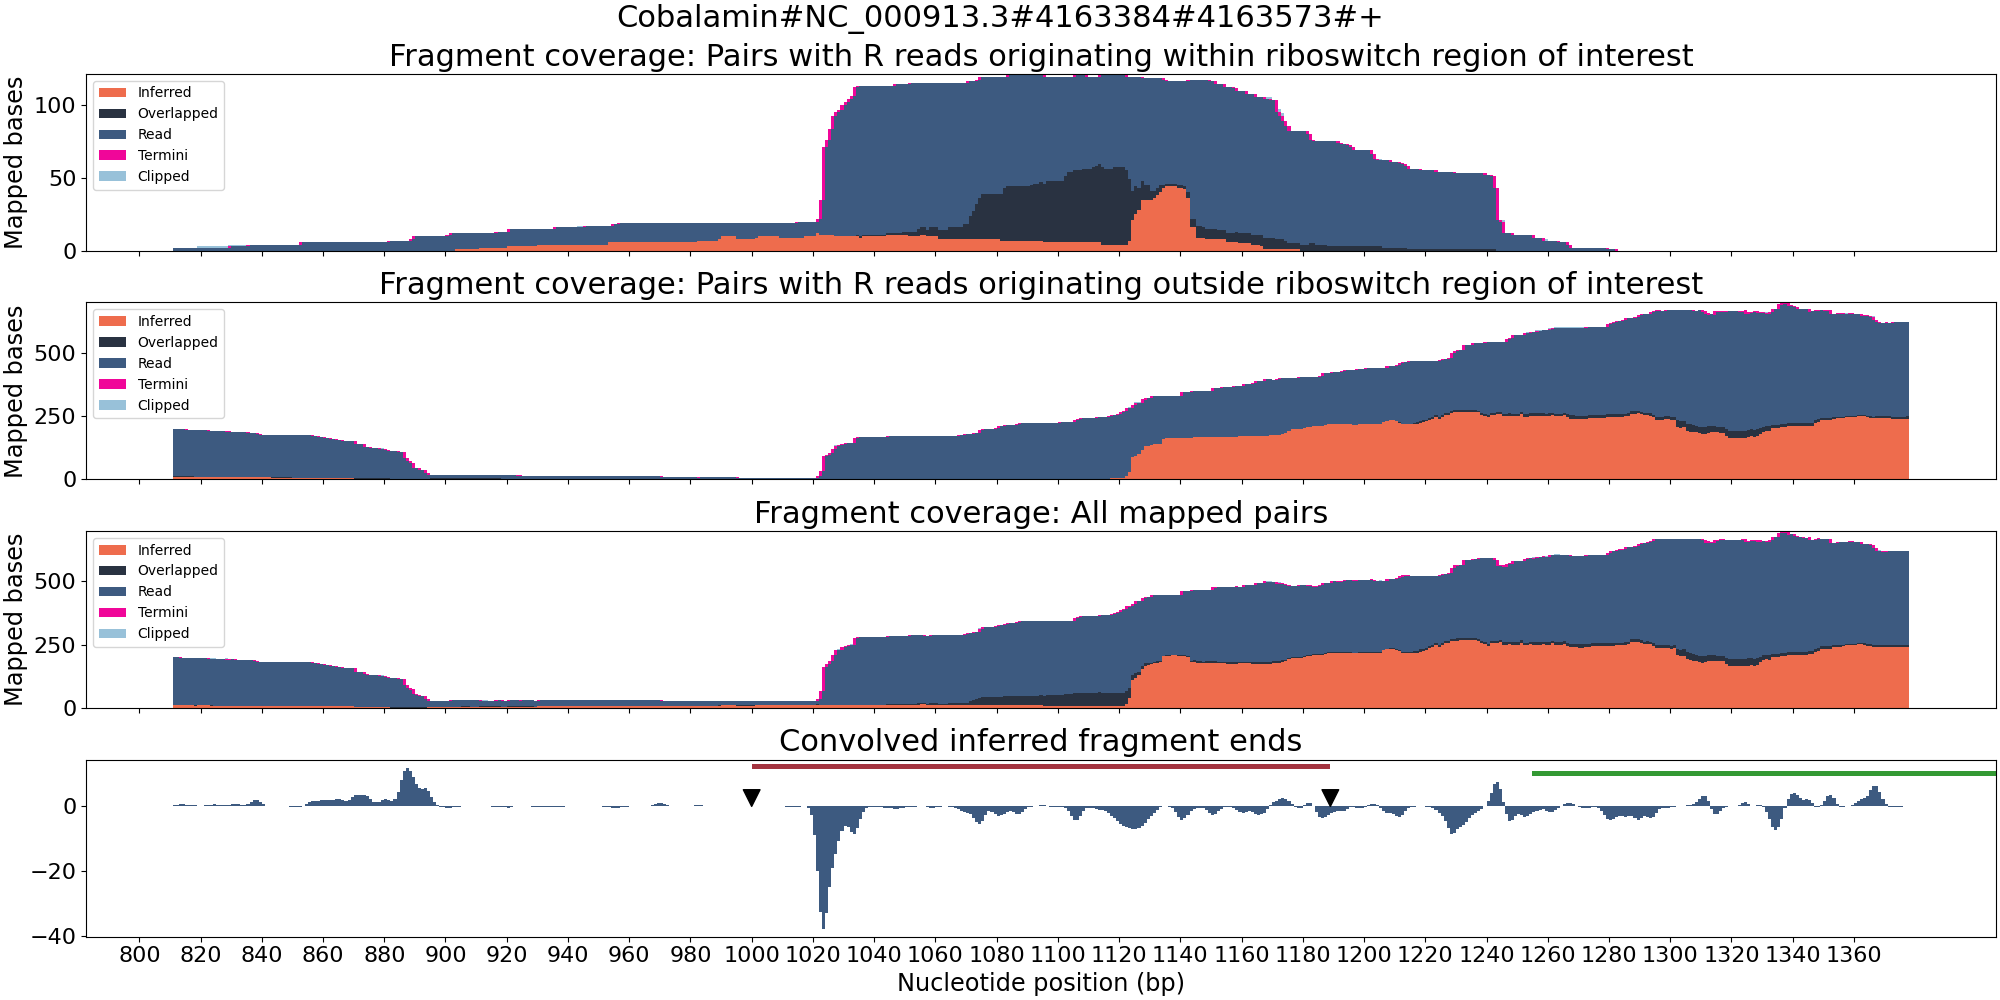 Cobalamin#NC_000913.3#4163384#4163573#+
Fragment coverage: Pairs with R reads originating within riboswitch region of interest
Mapped bases
100
50
0
Inferred
Overlapped
Read
Termini
Clipped
Fragment coverage: Pairs with R reads originating outside riboswitch region of interest
Mapped bases
500
250
0
Inferred
Overlapped
Read
Termini
Clipped
Fragment coverage: All mapped pairs
Mapped bases
500
250
0
Inferred
Overlapped
Read
Termini
Clipped
Convolved inferred fragment ends
0
−20
−40
800 820 840 860 880 900 920 940 960 980 1000 1020 1040 1060 1080 1100 1120 1140 1160 1180 1200 1220 1240 1260 1280 1300 1320 1340 1360
Nucleotide position (bp)